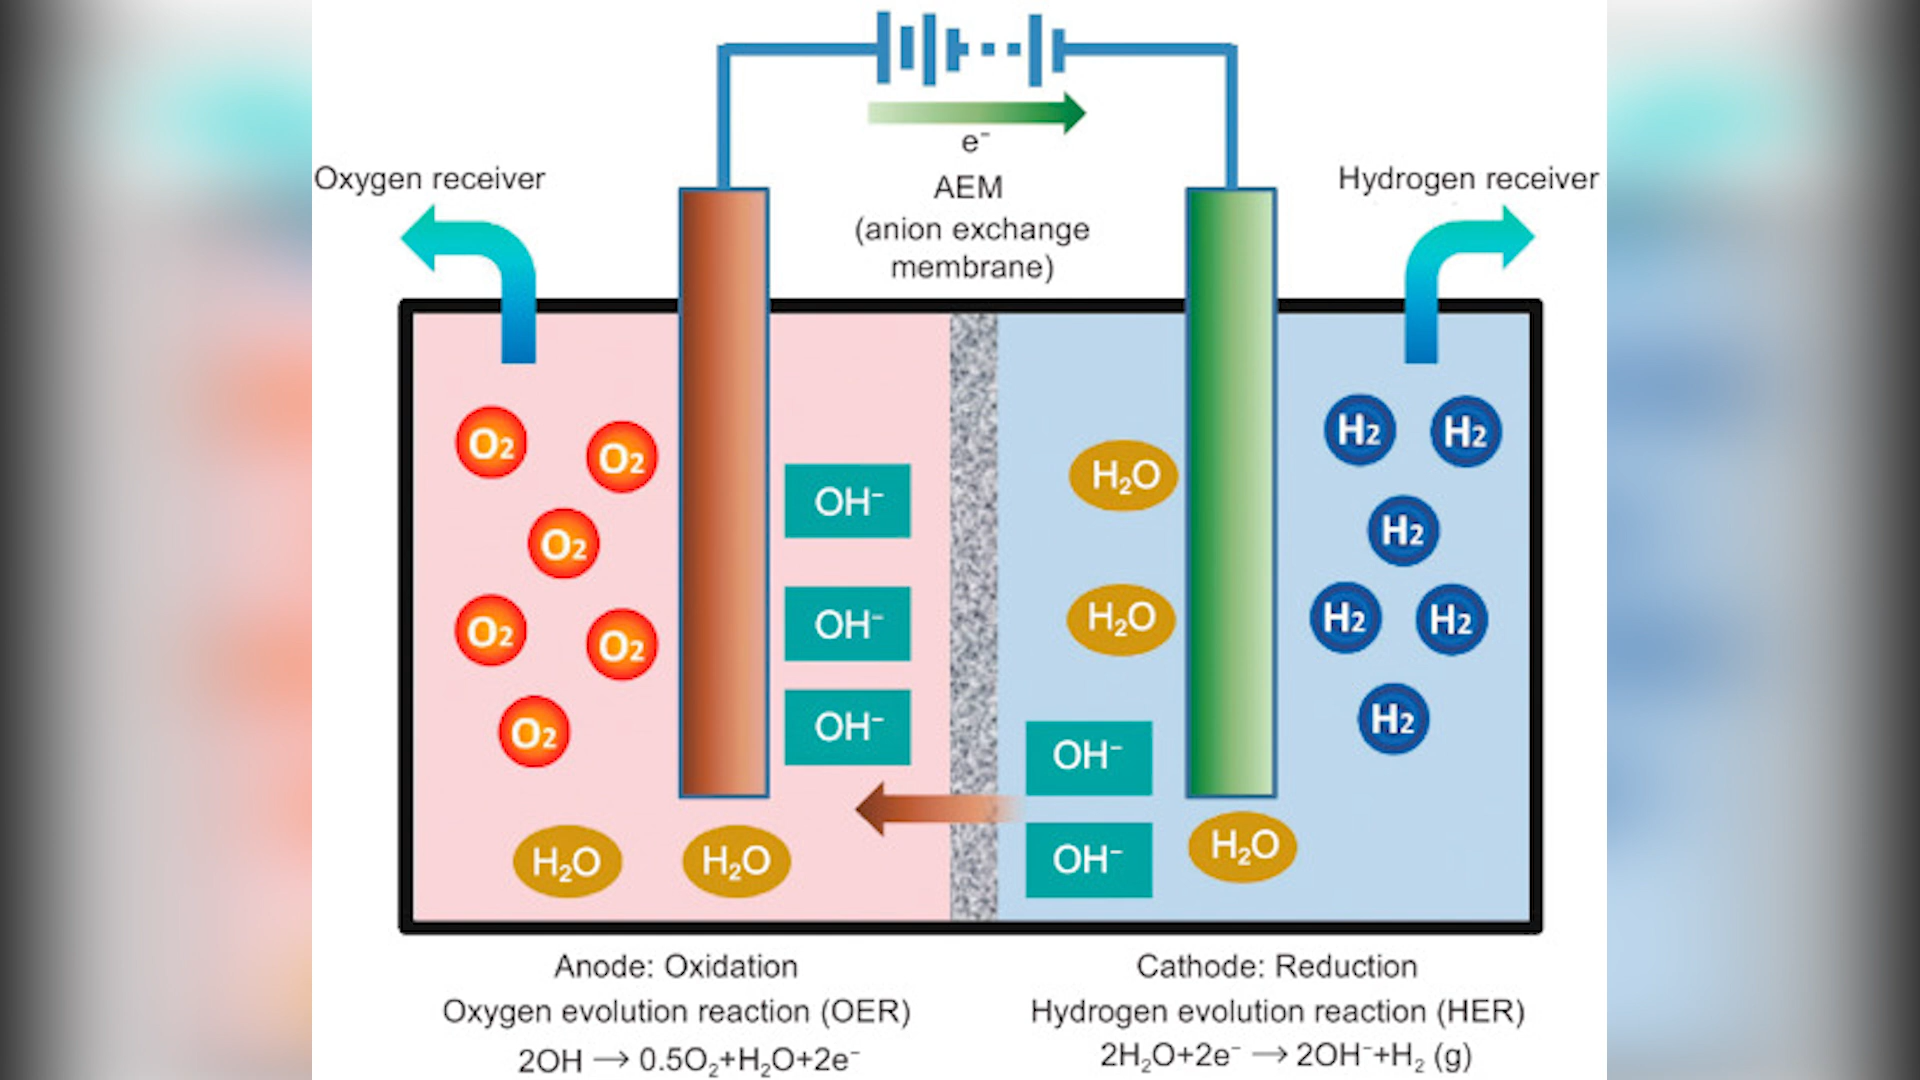 e⁻
AEM
(anion exchange
membrane)
Oxygen receiver
Hydrogen receiver
O₂
O₂
O₂
O₂
O₂
O₂
OH⁻
OH⁻
OH⁻
H₂O
H₂O
H₂O
H₂O
OH⁻
OH⁻
H₂O
H₂
H₂
H₂
H₂
H₂
H₂
Anode: Oxidation
Oxygen evolution reaction (OER)
2OH → 0.5O₂+H₂O+2e⁻
Cathode: Reduction
Hydrogen evolution reaction (HER)
2H₂O+2e⁻ → 2OH⁻+H₂ (g)